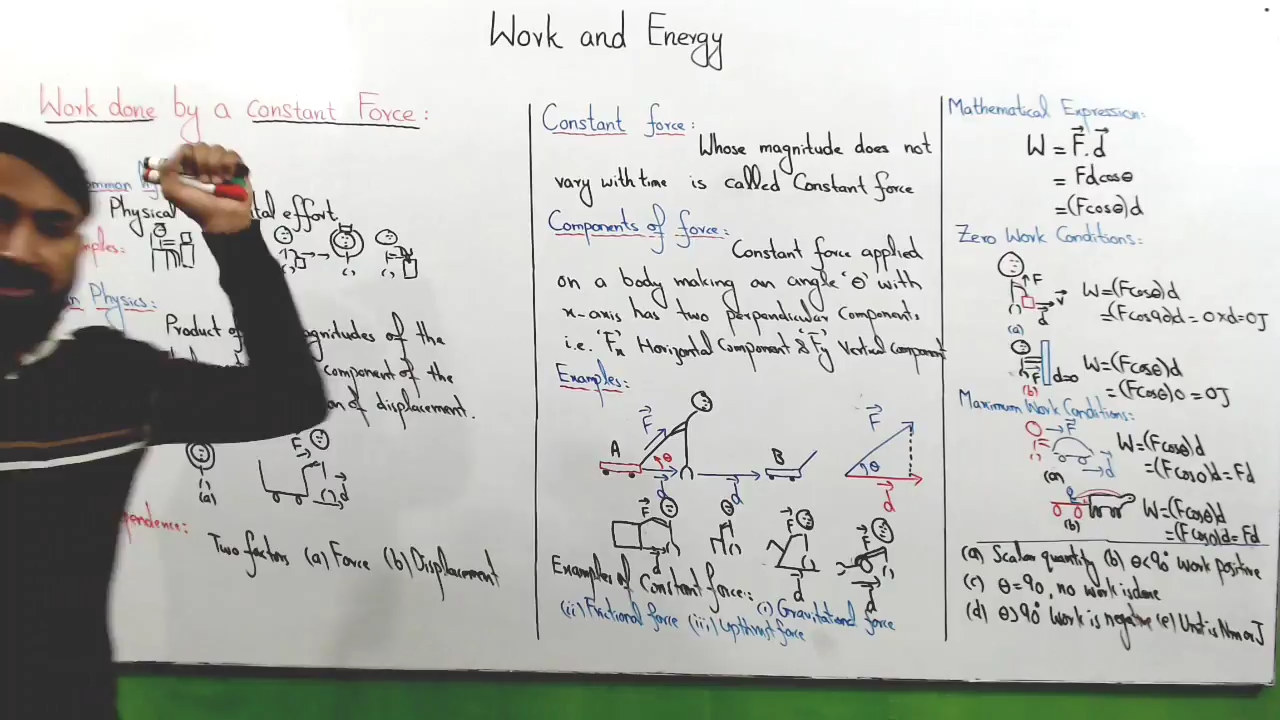 Work and Energy
Work done by a Constant Force:
Physical effort
Physics:
Product of magnitudes of the
component of the
of displacement.
F
d
(a)
Two factors (a) Force (b) Displacement
Constant force:
Whose magnitude does not
vary with time is called Constant force
Components of force:
Constant force applied
on a body making an angle 'θ' with
x-axis has two perpendicular components
i.e. 'Fx' Horizontal Component & 'Fy' Vertical component
Examples:
A F θ d d B
F θ d
F d
F d
F d
Examples of Constant force: (i) Gravitational force
(ii) Frictional force (iii) Upthrust force
Mathematical Expression:
W = F.d
= Fdcosθ
= (Fcosθ)d
Zero Work Conditions:
F V d
(a)
W = (Fcosθ)d
= (Fcos90)d = 0xd = 0J
F d=0
(b)
W = (Fcosθ)d
= (Fcosθ)0 = 0J
Maximum Work Conditions:
F d
(a)
W = (Fcosθ)d
= (Fcos0)d = Fd
(b)
W = (Fcosθ)d
= (Fcos0)d = Fd
(a) Scalar quantity (b) θ<90° Work positive
(c) θ=90, no work is done
(d) θ>90° Work is negative (e) Unit is Nm or J